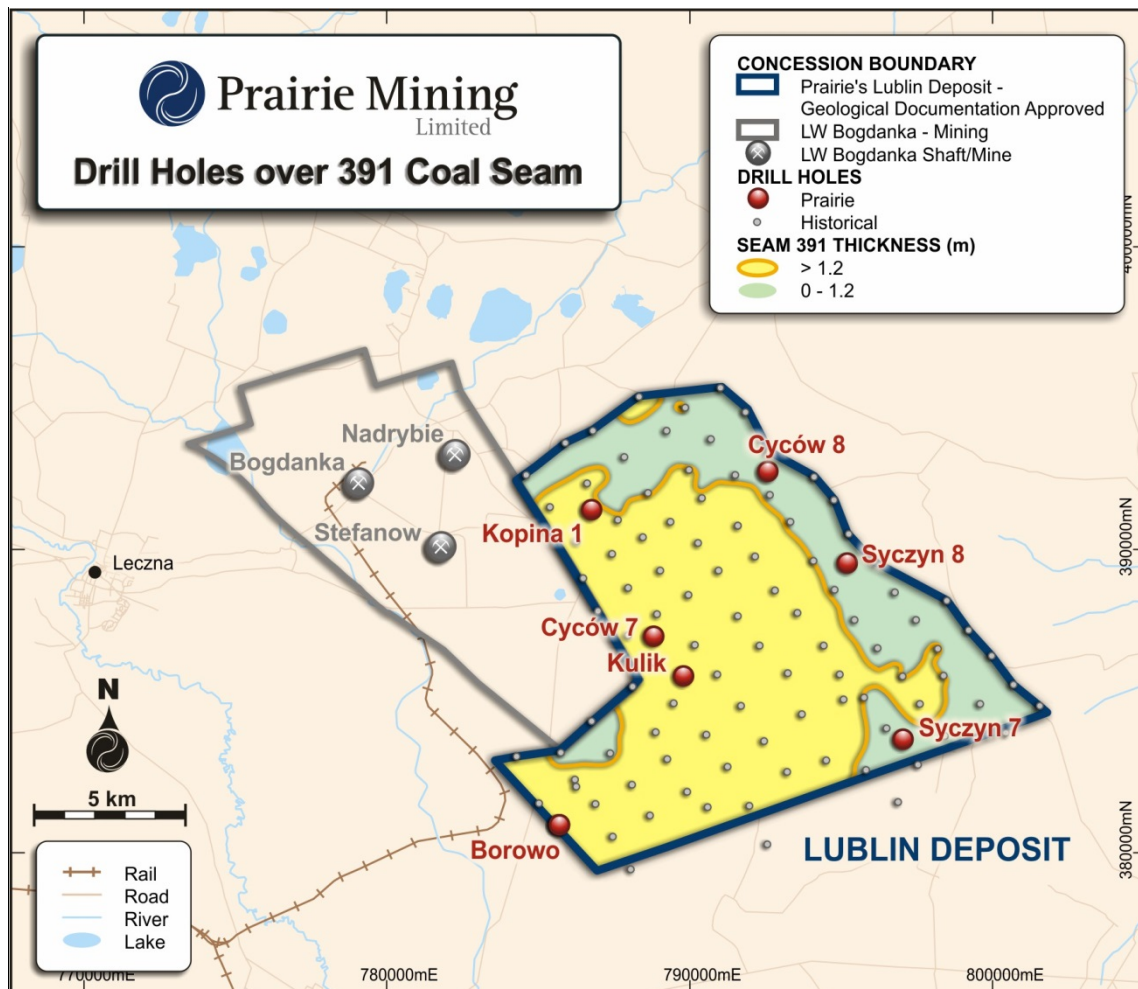 Prairie Mining
Limited
Drill Holes over 391 Coal Seam
CONCESSION BOUNDARY
Prairie's Lublin Deposit -
Geological Documentation Approved
LW Bogdanka - Mining
LW Bogdanka Shaft/Mine
DRILL HOLES
Prairie
Historical
SEAM 391 THICKNESS (m)
> 1.2
0 - 1.2
400000mN
Nadrybie
Bogdanka
Stefanow
Cyców 8
Kopina 1
Syczyn 8
390000mN
Leczna
Cyców 7
Kulik
Syczyn 7
N
5 km
Borowo
LUBLIN DEPOSIT
380000mN
Rail
Road
River
Lake
770000mE
780000mE
790000mE
800000mE